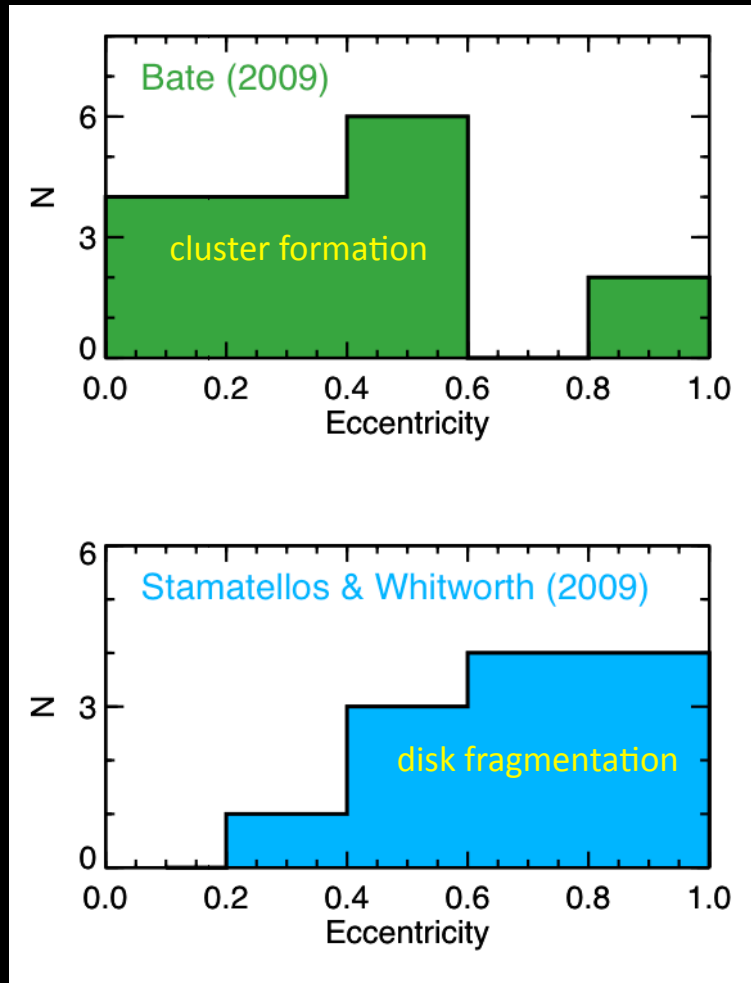 Bate (2009)
6
3
0
N
cluster formation
0.0 0.2 0.4 0.6 0.8 1.0
Eccentricity
6
Stamatellos & Whitworth (2009)
3
0
N
disk fragmentation
0.0 0.2 0.4 0.6 0.8 1.0
Eccentricity